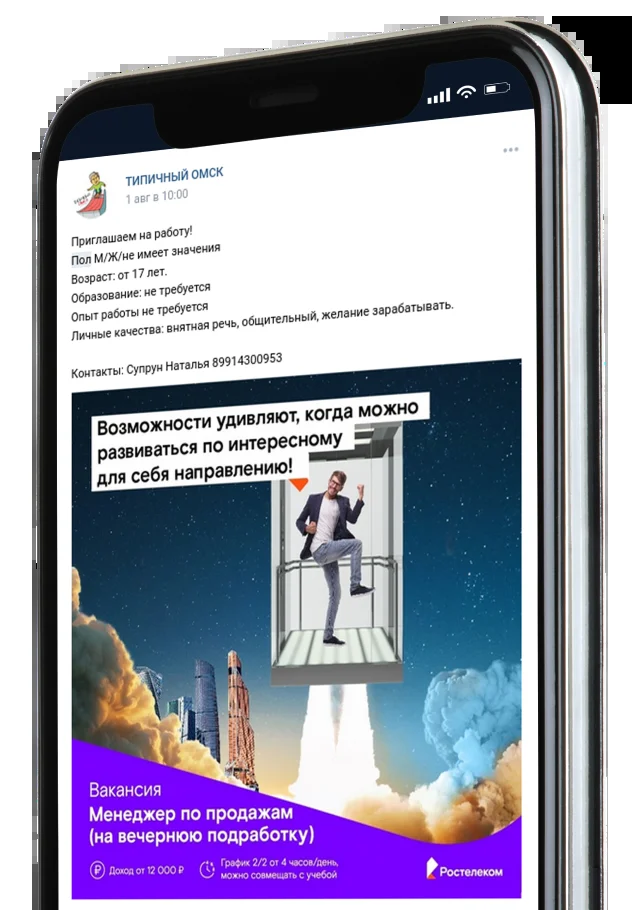 ТИПИЧНЫЙ ОМСК
1 авг в 10:00
Приглашаем на работу!
Пол М/Ж/не имеет значения
Возраст: от 17 лет.
Образование: не требуется
Опыт работы не требуется
Личные качества: внятная речь, общительный, желание зарабатывать.
Контакты: Супрун Наталья 89914300953
Возможности удивляют, когда можно
развиваться по интересному
для себя направлению!
Вакансия
Менеджер по продажам
(на вечернюю подработку)
Доход от 12 000 ₽
График 2/2 от 4 часов/день,
можно совмещать с учебой
Ростелеком